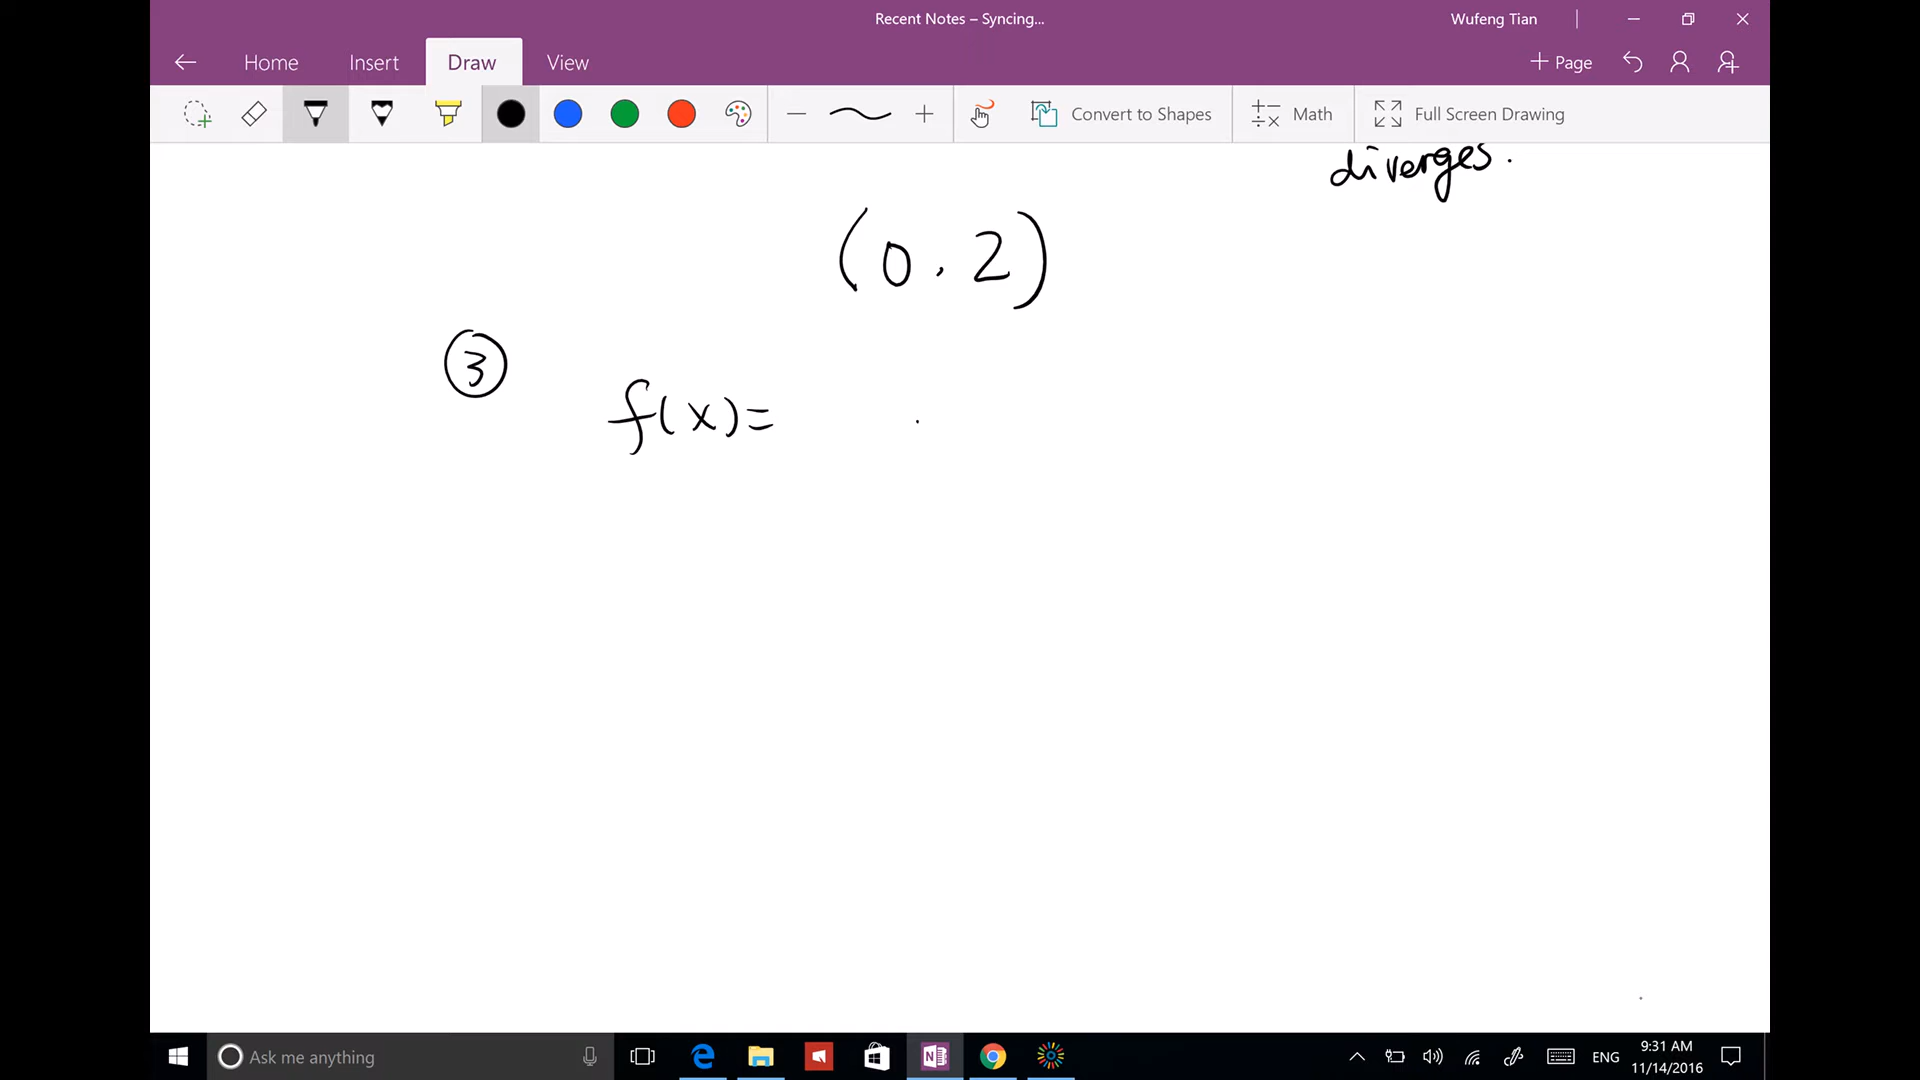 Recent Notes – Syncing...
Wufeng Tian
Home Insert Draw View
Page
Convert to Shapes
Math
Full Screen Drawing
diverges.
(0, 2)
③
f(x)=
Ask me anything
ENG
9:31 AM
11/14/2016